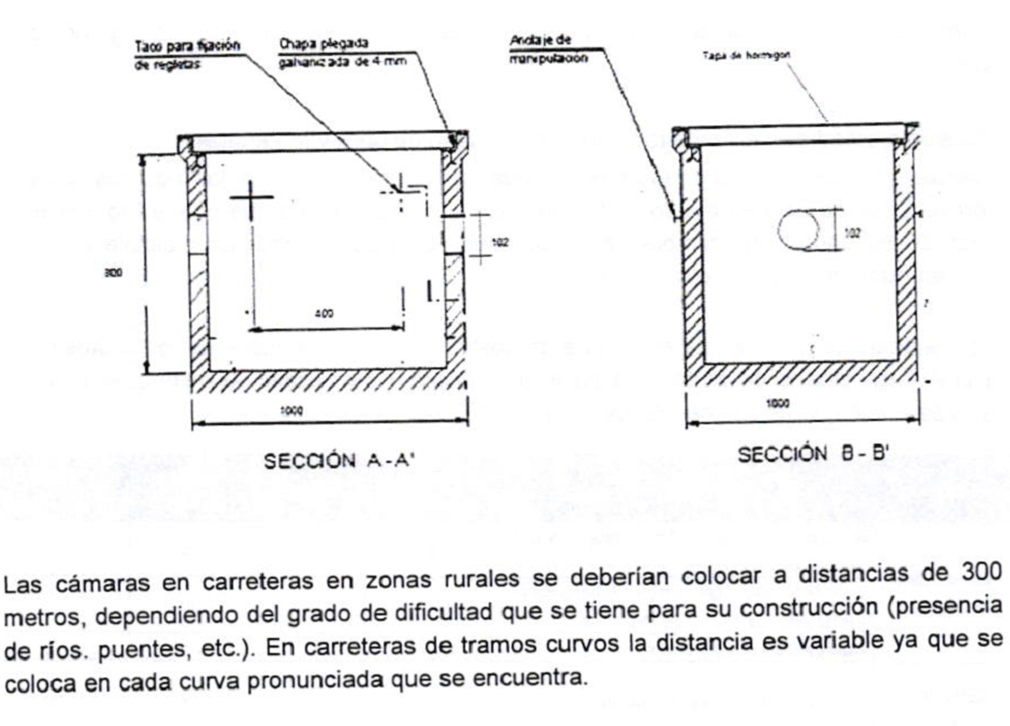 Taco para fijación
de regletas
Chapa plegada
galvanizada de 4 mm
Anclaje de
manipulación
Tapa de hormigon
102
102
800
400
1000
1000
SECCIÓN A-A'
SECCIÓN B-B'
Las cámaras en carreteras en zonas rurales se deberían colocar a distancias de 300
metros, dependiendo del grado de dificultad que se tiene para su construcción (presencia
de ríos, puentes, etc.). En carreteras de tramos curvos la distancia es variable ya que se
coloca en cada curva pronunciada que se encuentra.